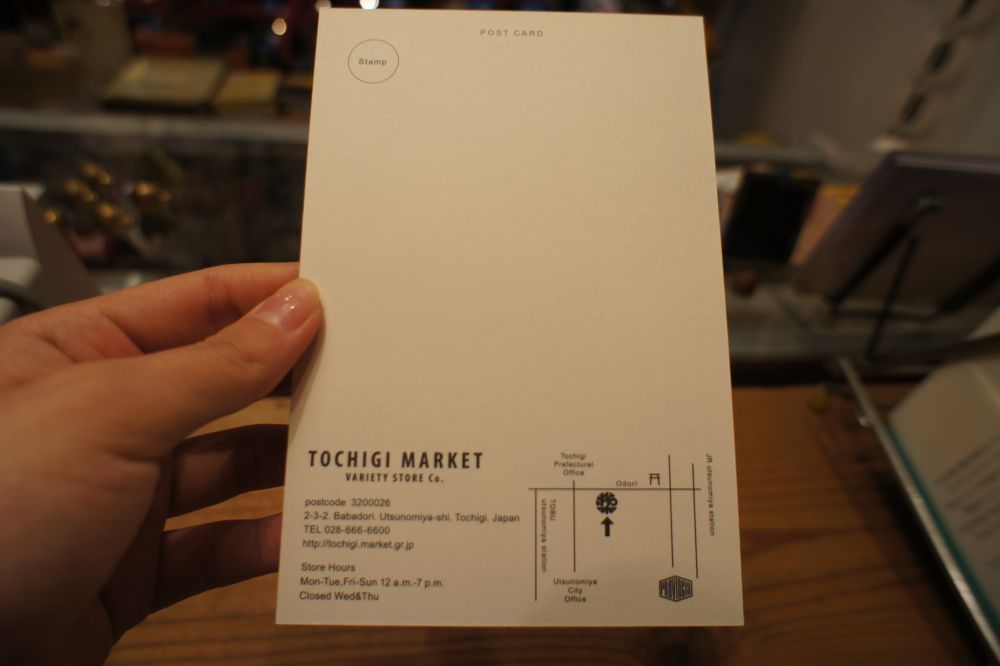 POST CARD
Stamp
TOCHIGI MARKET
VARIETY STORE Co.
postcode 3200026
2-3-2. Babadori. Utsunomiya-shi. Tochigi. Japan
TEL 028-666-6600
http://tochigi.market.gr.jp
Store Hours
Mon-Tue,Fri-Sun 12 a.m.-7 p.m.
Closed Wed&Thu
Tochigi
Prefectural
Office
Odori
JR utsunomiya station
TOBU
utsunomiya station
Utsunomiya
City
Office
PROVINCIA